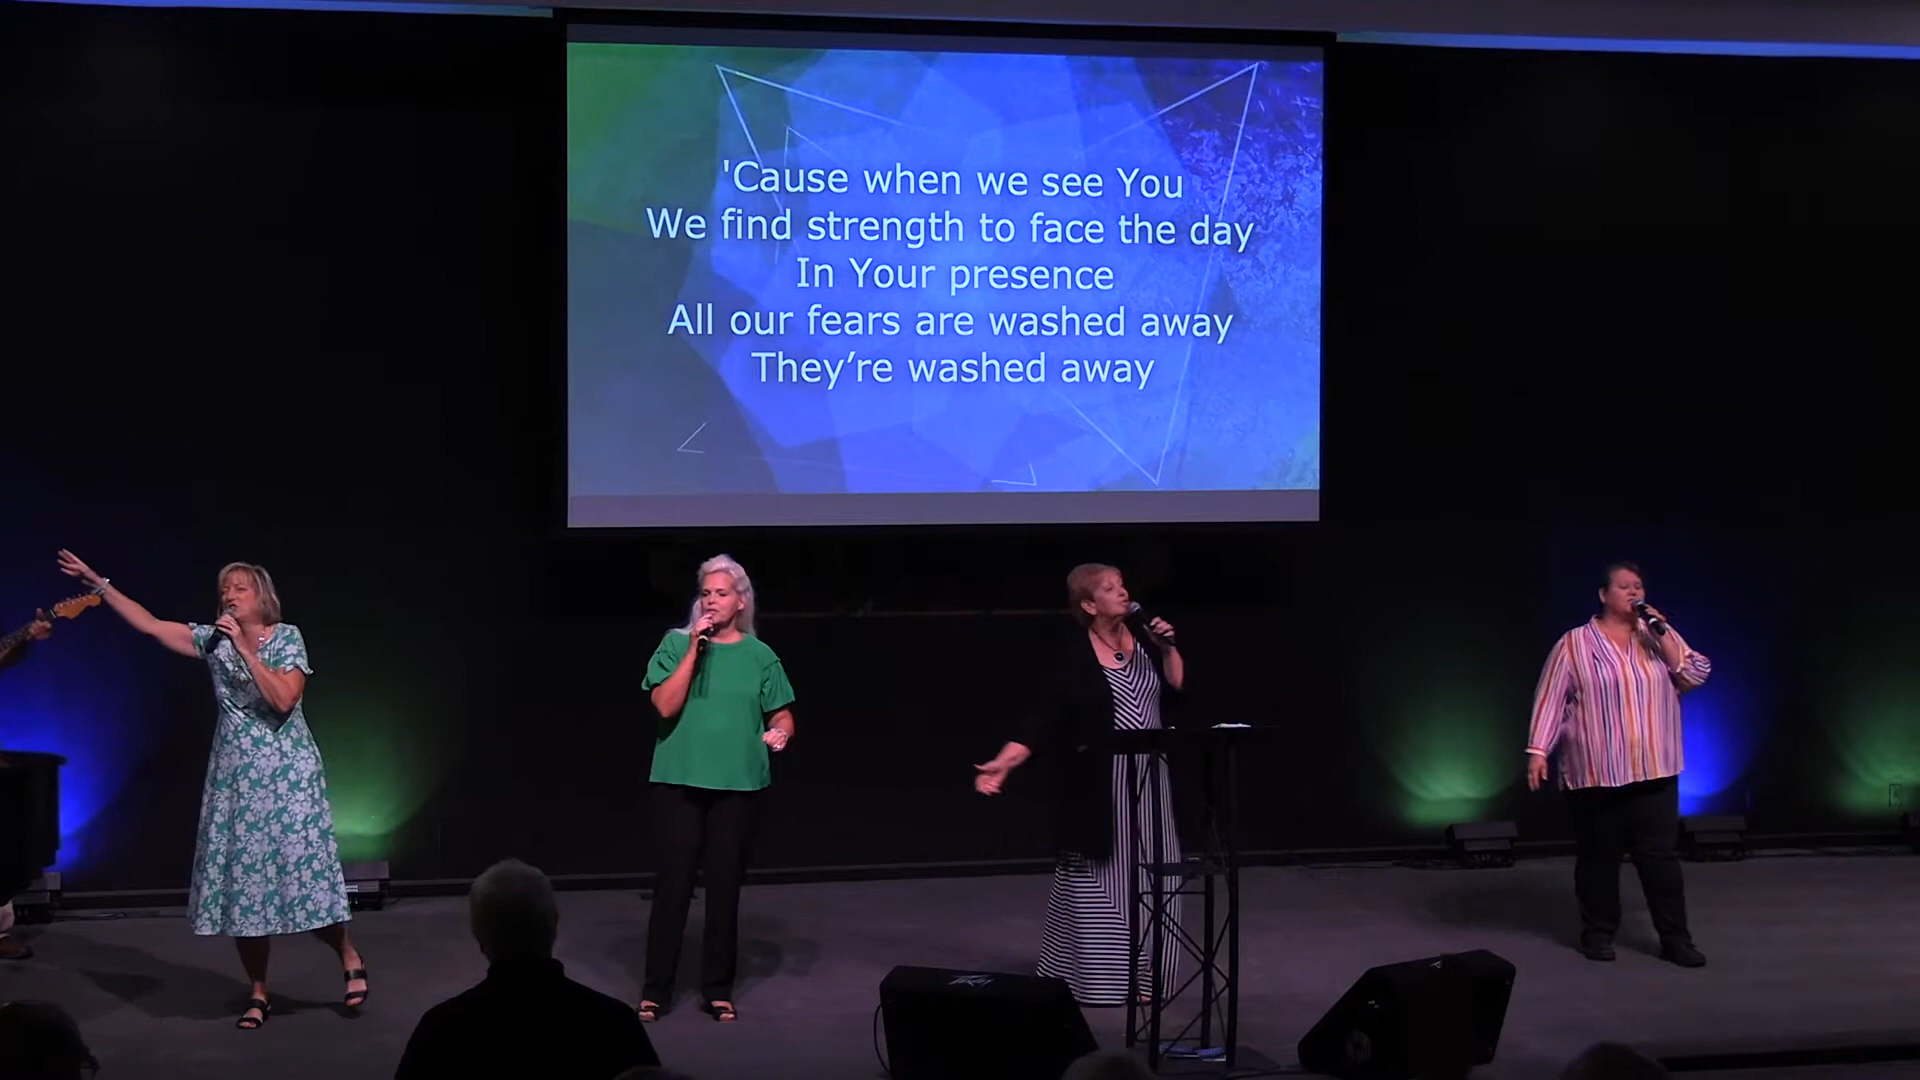 'Cause when we see You
We find strength to face the day
In Your presence
All our fears are washed away
They’re washed away